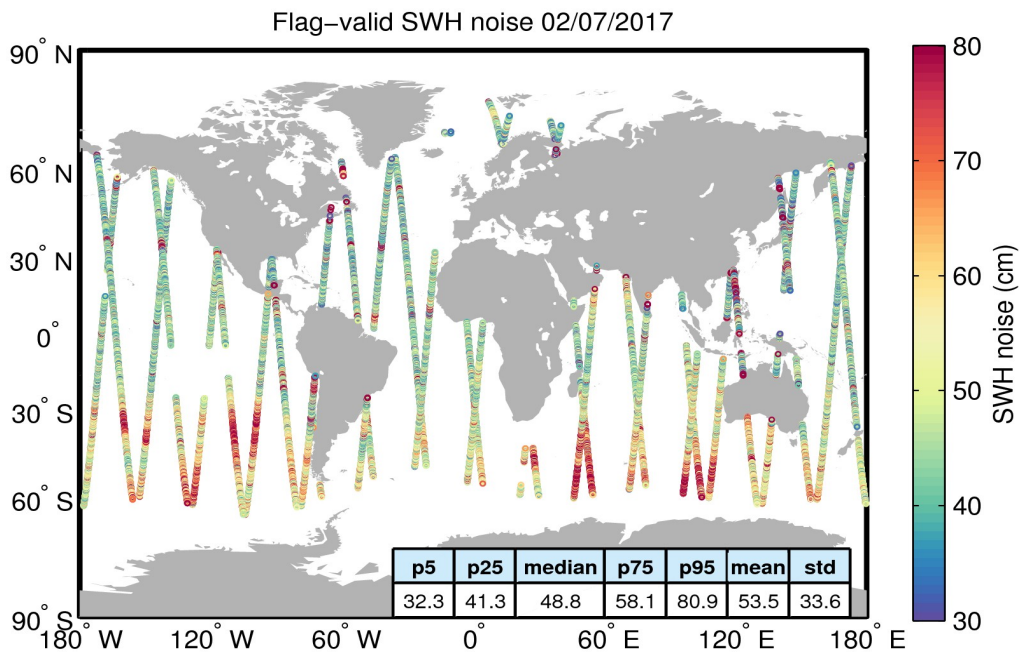 Flag−valid SWH noise 02/07/2017
90° N
60° N
30° N
0°
30° S
60° S
90° S
180° W
120° W
60° W
0°
60° E
120° E
180° E
p5 p25 median p75 p95 mean std
32.3 41.3 48.8 58.1 80.9 53.5 33.6
80
70
60
50
40
30
SWH noise (cm)